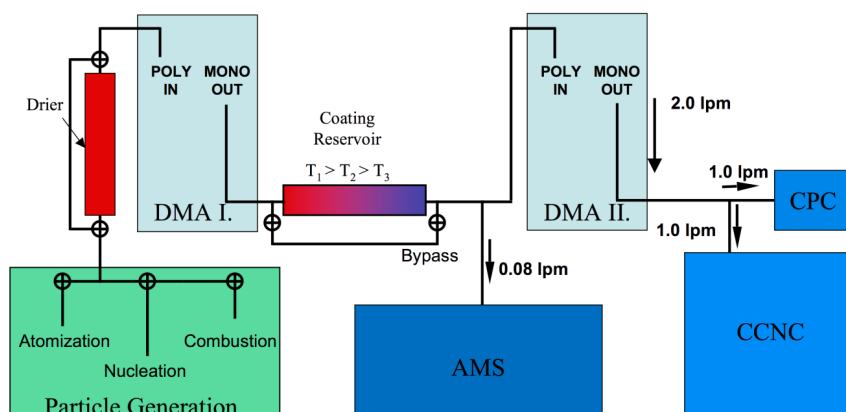 Drier
POLY
IN
MONO
OUT
DMA I.
Coating
Reservoir
T1 > T2 > T3
Bypass
POLY
IN
MONO
OUT
DMA II.
2.0 lpm
1.0 lpm
CPC
1.0 lpm
CCNC
0.08 lpm
AMS
Atomization
Nucleation
Combustion
Particle Generation